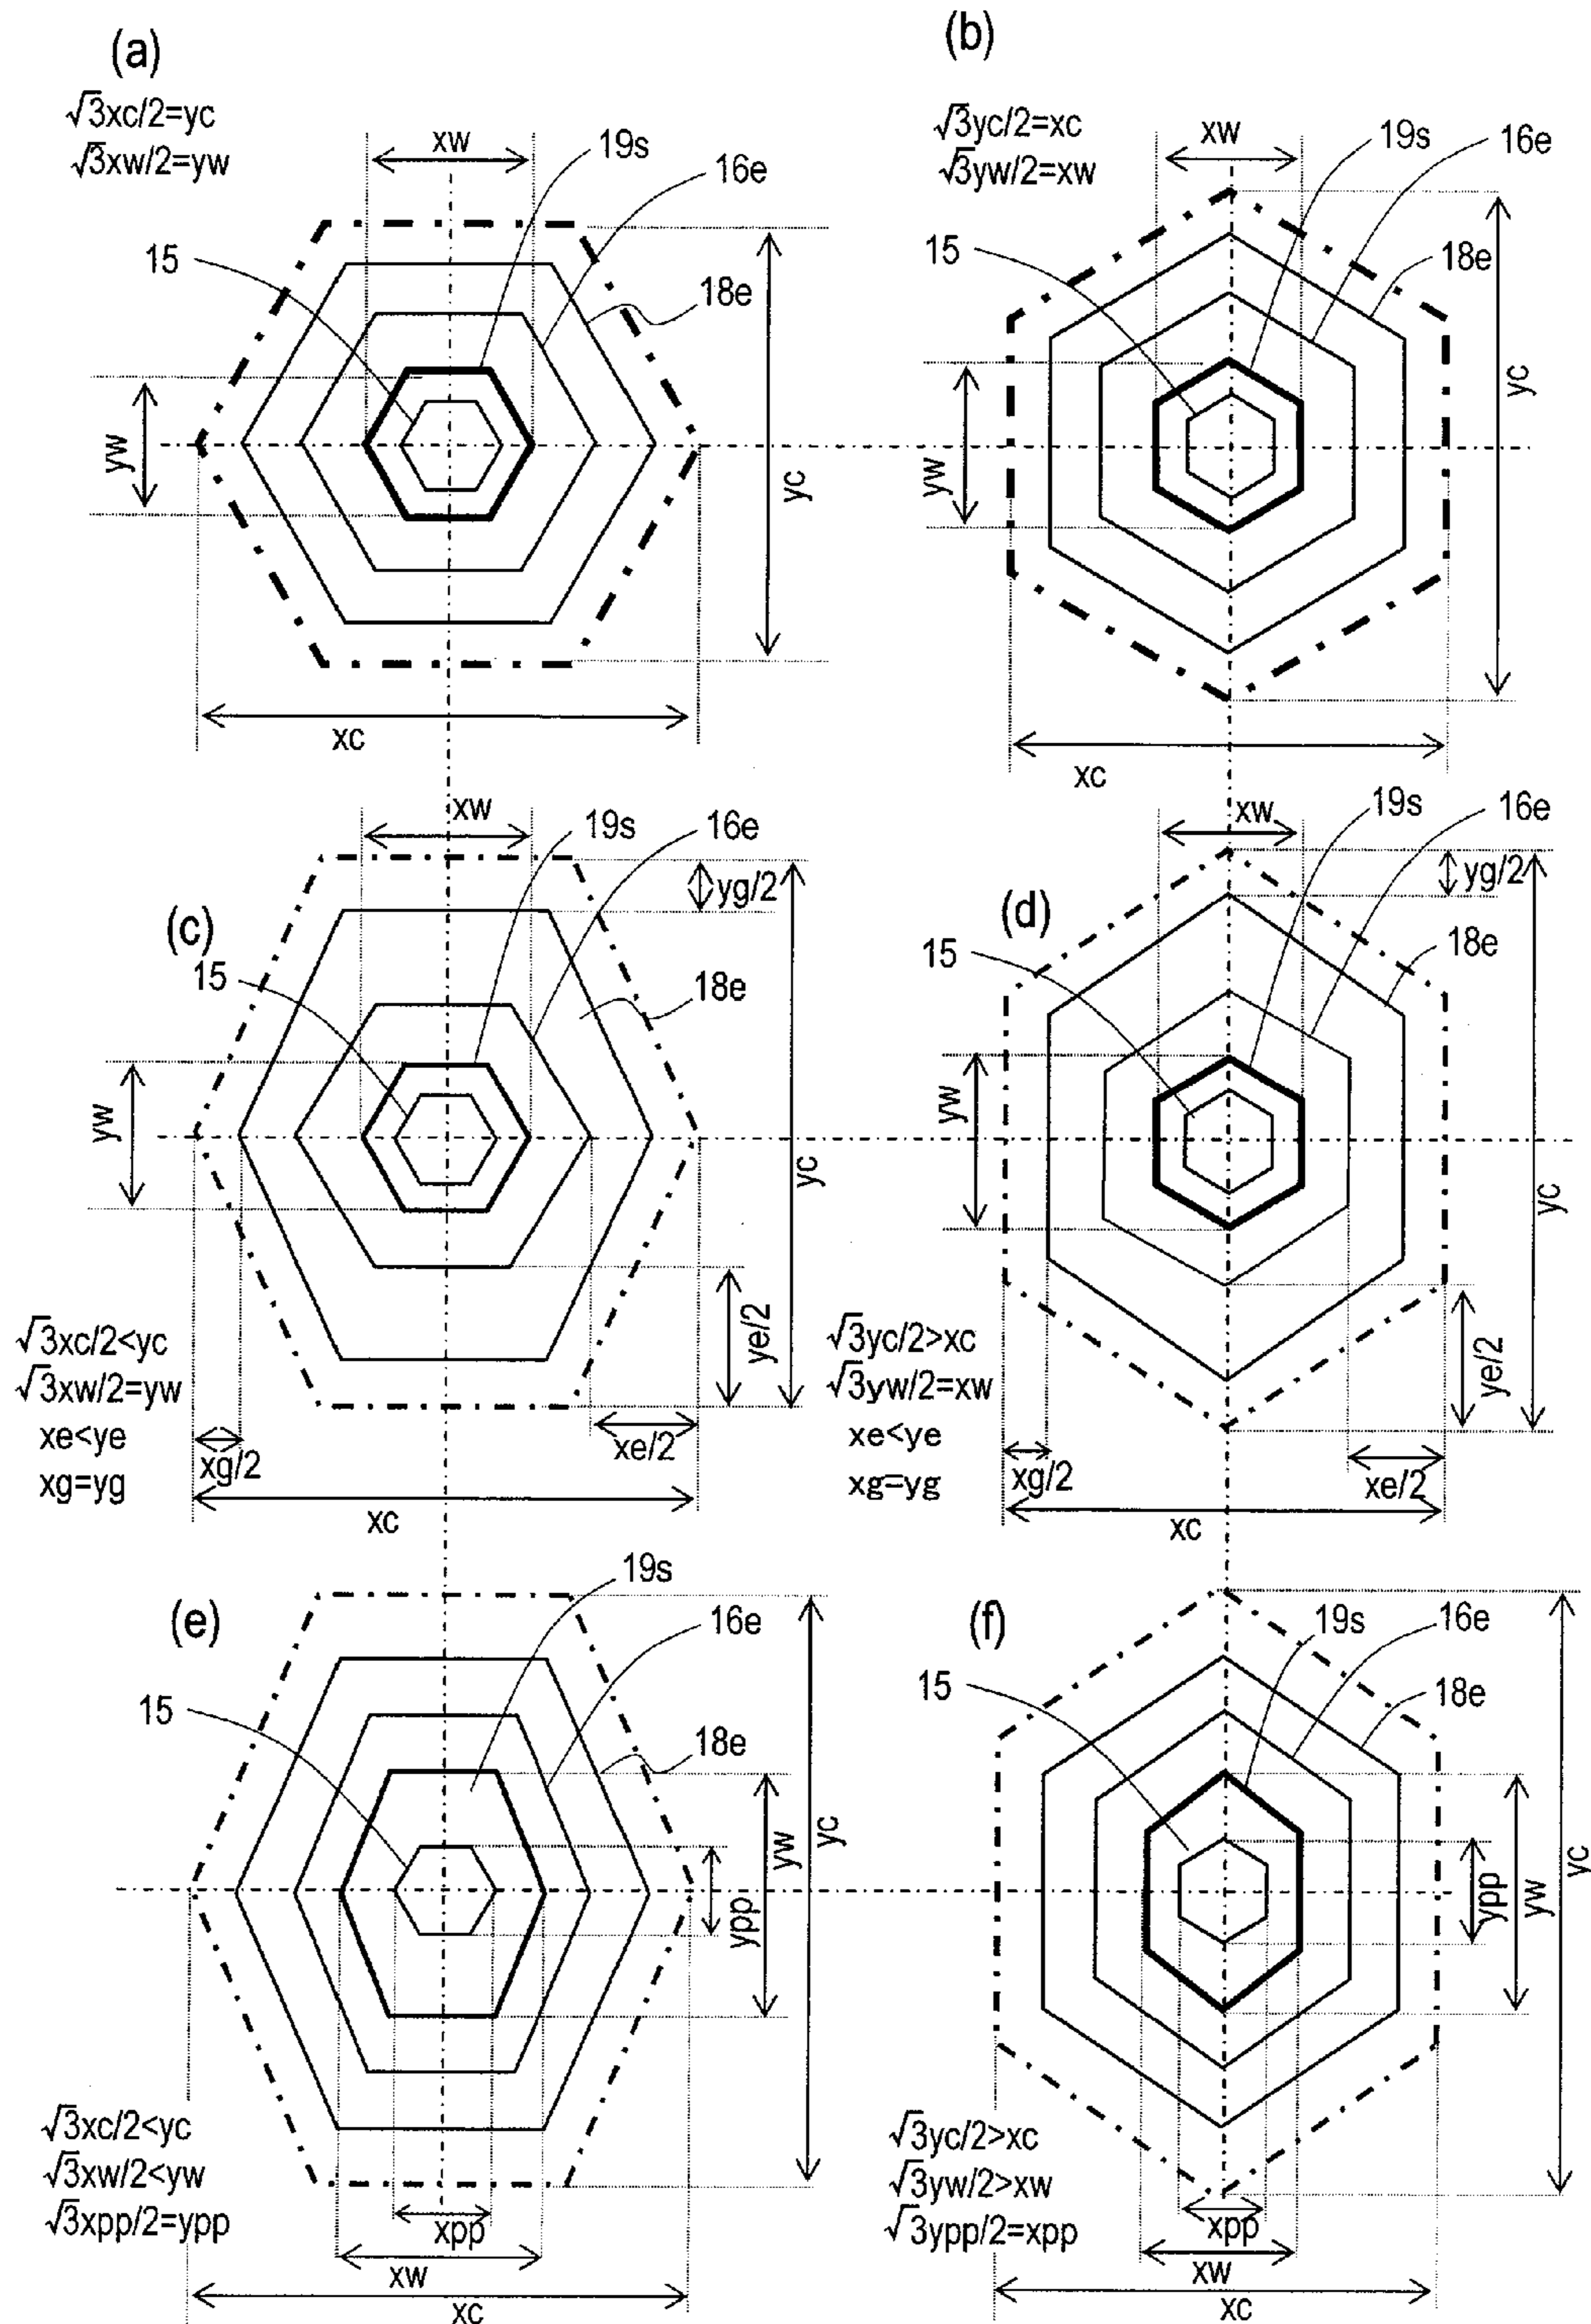 (a)
√3xc/2=yc
√3xw/2=yw
xw
19s
16e
15
18e
yw
yc
xc
(b)
√3yc/2=xc
√3yw/2=xw
xw
19s
16e
15
18e
yw
yc
xc
(c)
xw
19s
16e
yg/2
15
18e
yw
yc
ye/2
√3xc/2<yc
√3xw/2=yw
xe<ye
xg=yg
xg/2
xe/2
xc
(d)
xw
19s
16e
yg/2
15
18e
yw
yc
ye/2
√3yc/2>xc
√3yw/2=xw
xe<ye
xg=yg
xg/2
xe/2
xc
(e)
19s
16e
15
18e
ypp
yw
yc
√3xc/2<yc
√3xw/2<yw
√3xpp/2=ypp
xpp
xw
xc
(f)
19s
16e
15
18e
ypp
yw
yc
√3yc/2>xc
√3yw/2>xw
√3ypp/2=xpp
xpp
xw
xc